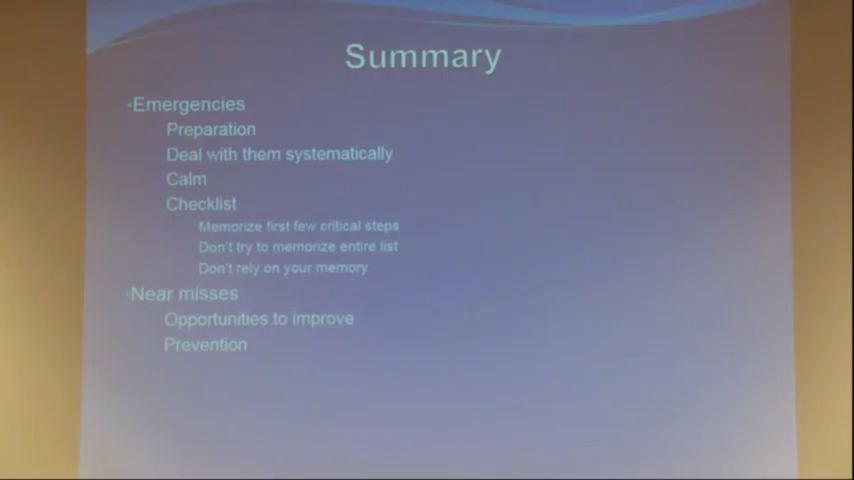 Summary
•Emergencies
Preparation
Deal with them systematically
Calm
Checklist
Memorize first few critical steps
Don't try to memorize entire list
Don't rely on your memory
•Near misses
Opportunities to improve
Prevention